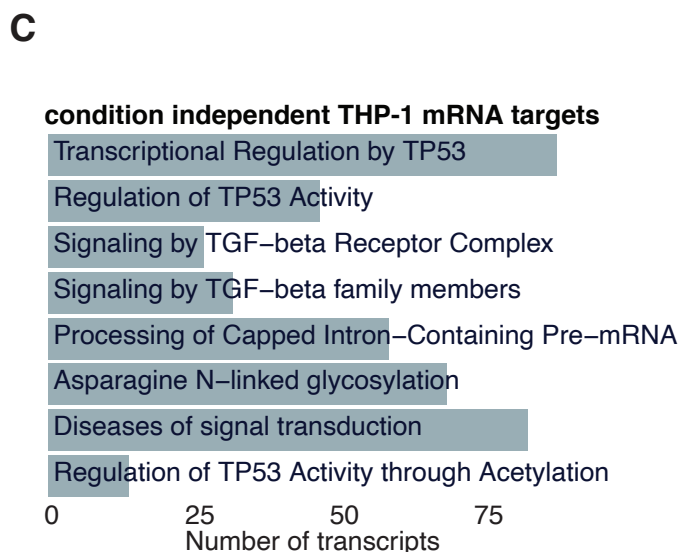 C
condition independent THP-1 mRNA targets
Transcriptional Regulation by TP53
Regulation of TP53 Activity
Signaling by TGF−beta Receptor Complex
Signaling by TGF−beta family members
Processing of Capped Intron−Containing Pre−mRNA
Asparagine N−linked glycosylation
Diseases of signal transduction
Regulation of TP53 Activity through Acetylation
0 25 50 75
Number of transcripts